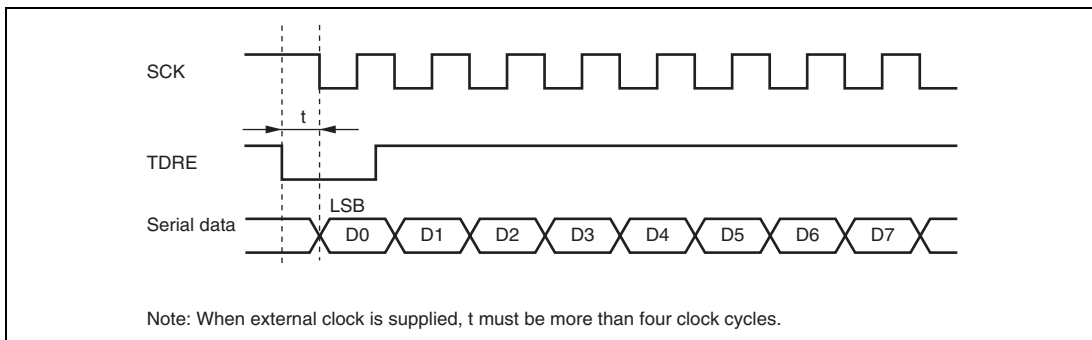 SCK
t
TDRE
LSB
Serial data
D0 D1 D2 D3 D4 D5 D6 D7
Note: When external clock is supplied, t must be more than four clock cycles.